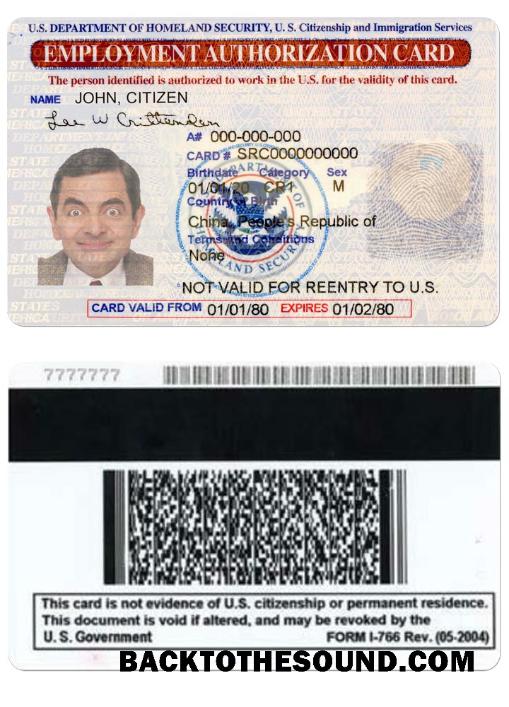 U.S. DEPARTMENT OF HOMELAND SECURITY, U. S. Citizenship and Immigration Services
EMPLOYMENT AUTHORIZATION CARD
The person identified is authorized to work in the U.S. for the validity of this card.
NAME JOHN, CITIZEN
Lee W Crittenden
A# 000-000-000
CARD # SRC0000000000
Birthdate Category Sex
01/01/20 CR1 M
Country of Birth
China, People's Republic of
Terms and Conditions
None
NOT VALID FOR REENTRY TO U.S.
CARD VALID FROM 01/01/80 EXPIRES 01/02/80
7777777
This card is not evidence of U.S. citizenship or permanent residence.
This document is void if altered, and may be revoked by the
U. S. Government FORM I-766 Rev. (05-2004)
BACKTOTHESOUND.COM